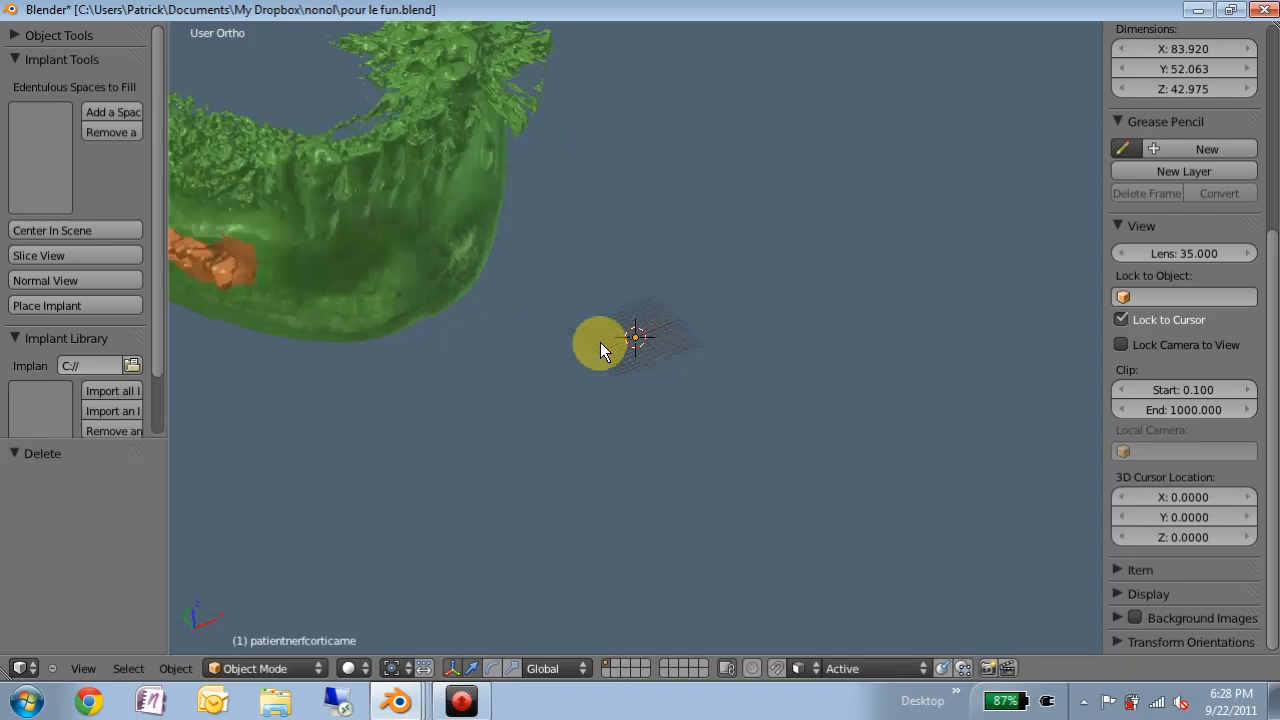 Blender* [C:\Users\Patrick\Documents\My Dropbox\nonol\pour le fun.blend]
User Ortho
Object Tools
Implant Tools
Edentulous Spaces to Fill
Add a Spac
Remove a
Center In Scene
Slice View
Normal View
Place Implant
Implant Library
Implan C://
Import all I
Import an I
Remove an
Delete
Dimensions:
X: 83.920
Y: 52.063
Z: 42.975
Grease Pencil
New
New Layer
Delete Frame Convert
View
Lens: 35.000
Lock to Object:
Lock to Cursor
Lock Camera to View
Clip:
Start: 0.100
End: 1000.000
Local Camera:
3D Cursor Location:
X: 0.0000
Y: 0.0000
Z: 0.0000
Item
Display
Background Images
Transform Orientations
z
(1) patientnerfcorticame
View Select Object Object Mode Global Active
Desktop » 87% 6:28 PM
9/22/2011